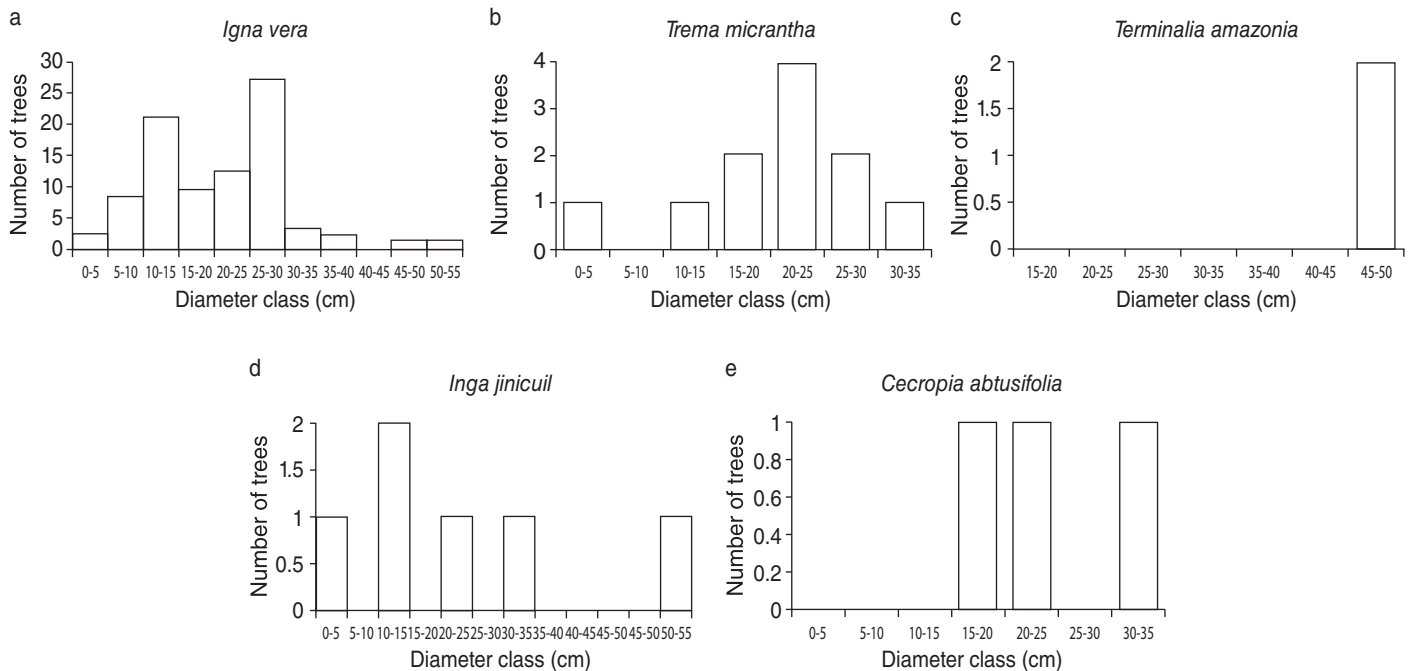 a
Igna vera
Number of trees
30
25
20
15
10
5
0
0-5 5-10 10-15 15-20 20-25 25-30 30-35 35-40 40-45 45-50 50-55
Diameter class (cm)
b
Trema micrantha
Number of trees
4
3
2
1
0
0-5 5-10 10-15 15-20 20-25 25-30 30-35
Diameter class (cm)
c
Terminalia amazonia
Number of trees
2
1.5
1
0.5
0
15-20 20-25 25-30 30-35 35-40 40-45 45-50
Diameter class (cm)
d
Inga jinicuil
Number of trees
2
1.5
1
0.5
0
0-5 5-10 10-15 15-20 20-25 25-30 30-35 35-40 40-45 45-50 45-50 50-55
Diameter class (cm)
e
Cecropia abtusifolia
Number of trees
1
0.8
0.6
0.4
0.2
0
0-5 5-10 10-15 15-20 20-25 25-30 30-35
Diameter class (cm)